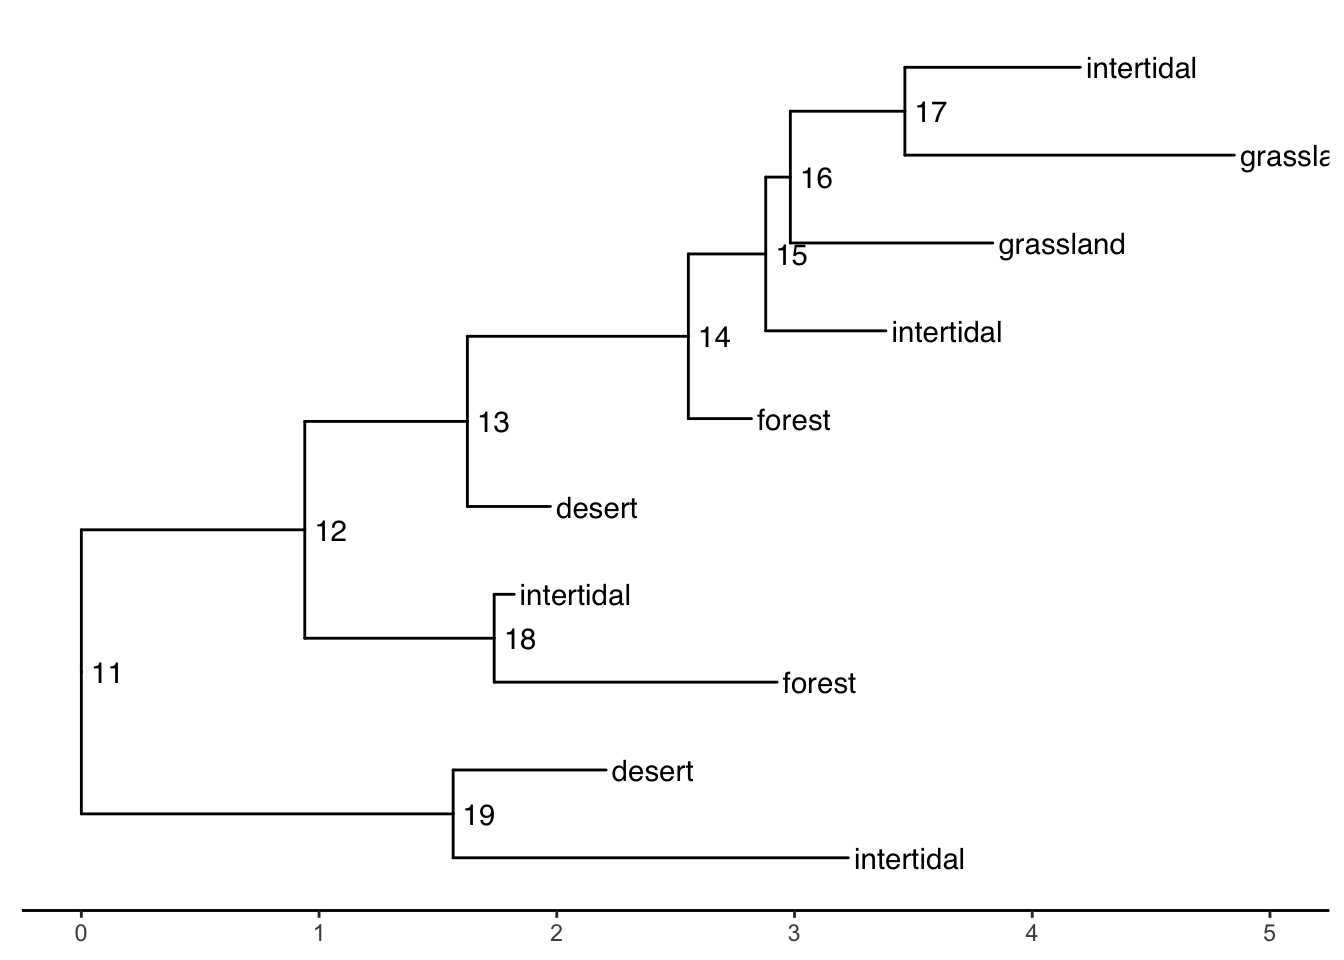 intertidal
17
grassla
16
grassland
15
intertidal
14
forest
13
desert
12
intertidal
18
forest
11
desert
19
intertidal
0 1 2 3 4 5